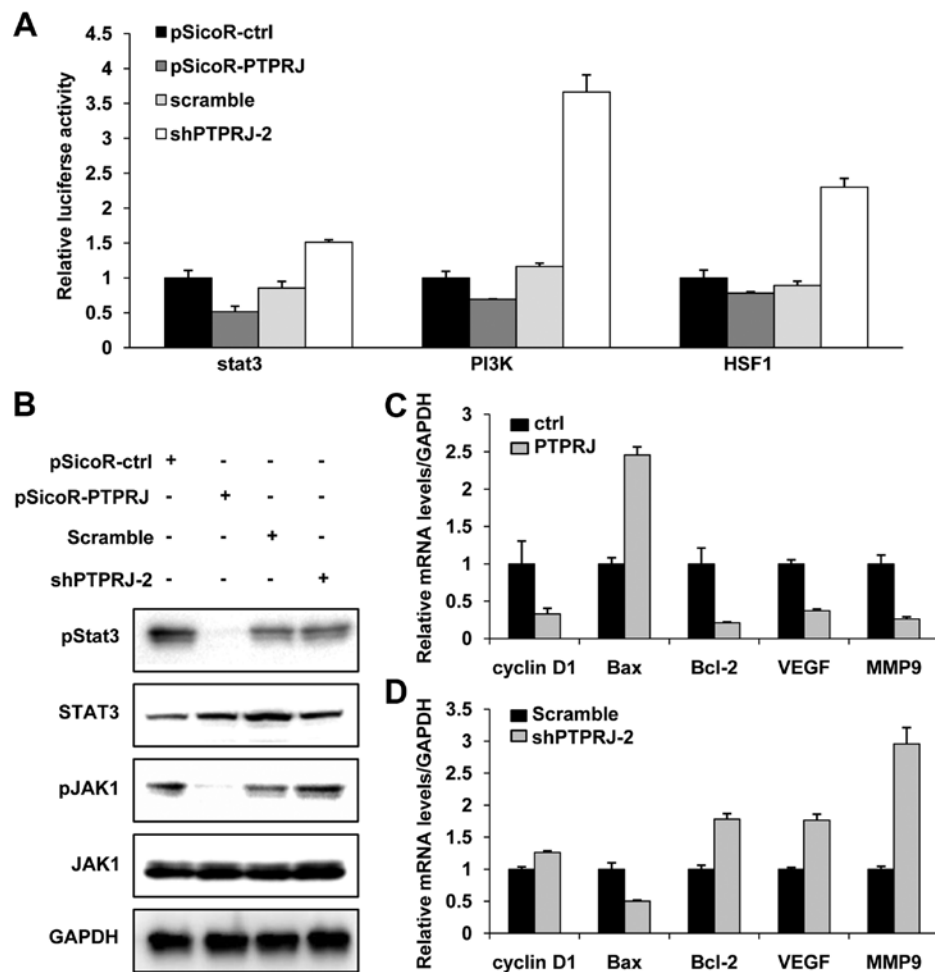 A
Relative luciferse activity
4.5
4
3.5
3
2.5
2
1.5
1
0.5
0
pSicoR-ctrl
pSicoR-PTPRJ
scramble
shPTPRJ-2
stat3 PI3K HSF1
B
pSicoR-ctrl + - - -
pSicoR-PTPRJ - + - -
Scramble - - + -
shPTPRJ-2 - - - +
pStat3
STAT3
pJAK1
JAK1
GAPDH
C
Relative mRNA levels/GAPDH
3
2.5
2
1.5
1
0.5
0
ctrl
PTPRJ
cyclin D1 Bax Bcl-2 VEGF MMP9
D
Relative mRNA levels/GAPDH
3.5
3
2.5
2
1.5
1
0.5
0
Scramble
shPTPRJ-2
cyclin D1 Bax Bcl-2 VEGF MMP9